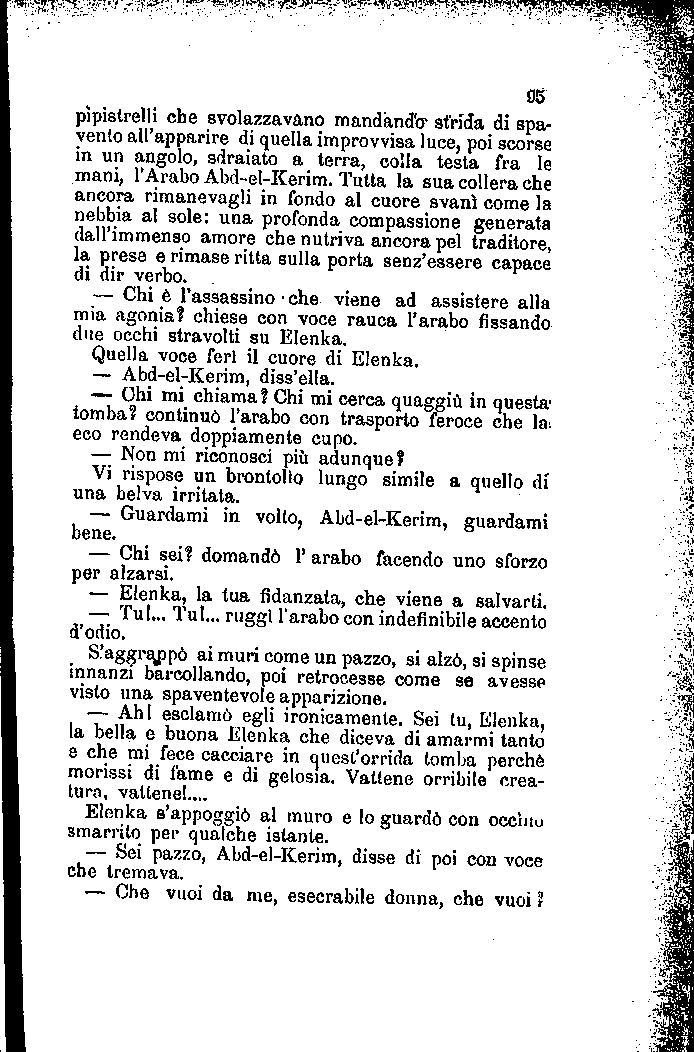 95
pipistrelli che svolazzavano mandando strida di spa-
vento all'apparire di quella improvvisa luce, poi scorse
in un angolo, sdraiato a terra, colla testa fra le
mani, l'Arabo Abd-el-Kerim. Tutta la sua collera che
ancora rimanevagli in fondo al cuore svanì come la
nebbia al sole: una profonda compassione generata
dall'immenso amore che nutriva ancora pel traditore,
la prese e rimase ritta sulla porta senz'essere capace
di dir verbo.
— Chi è l'assassino che viene ad assistere alla
mia agonia? chiese con voce rauca l'arabo fissando
due occhi stravolti su Elenka.
Quella voce ferì il cuore di Elenka.
— Abd-el-Kerim, diss'ella.
— Chi mi chiama? Chi mi cerca quaggiù in questa
tomba? continuò l'arabo con trasporto feroce che la
eco rendeva doppiamente cupo.
— Non mi riconosci più adunque?
Vi rispose un brontolìo lungo simile a quello di
una belva irritata.
— Guardami in volto, Abd-el-Kerim, guardami
bene.
— Chi sei? domandò l'arabo facendo uno sforzo
per alzarsi.
— Elenka, la tua fidanzata, che viene a salvarti.
— Tu!... Tu!... ruggì l'arabo con indefinibile accento
d'odio.
S'aggrappò ai muri come un pazzo, si alzò, si spinse
innanzi barcollando, poi retrocesse come se avesse
visto una spaventevole apparizione.
— Ah! esclamò egli ironicamente. Sei tu, Elenka,
la bella e buona Elenka che diceva di amarmi tanto
e che mi fece cacciare in quest'orrida tomba perchè
morissi di fame e di gelosia. Vattene orribile crea-
tura, vattene!....
Elenka s'appoggiò al muro e lo guardò con occhio
smarrito per qualche istante.
— Sei pazzo, Abd-el-Kerim, disse di poi con voce
che tremava.
— Che vuoi da me, esecrabile donna, che vuoi?